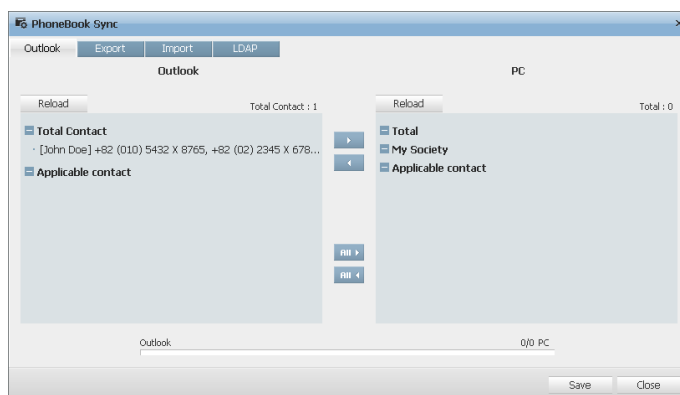 PhoneBook Sync
Outlook Export Import LDAP
Outlook PC
Reload Total Contact : 1 Reload Total : 0
Total Contact
· [John Doe] +82 (010) 5432 X 8765, +82 (02) 2345 X 678...
Applicable contact
Total
My Society
Applicable contact
All
All
Outlook 0/0 PC
Save Close